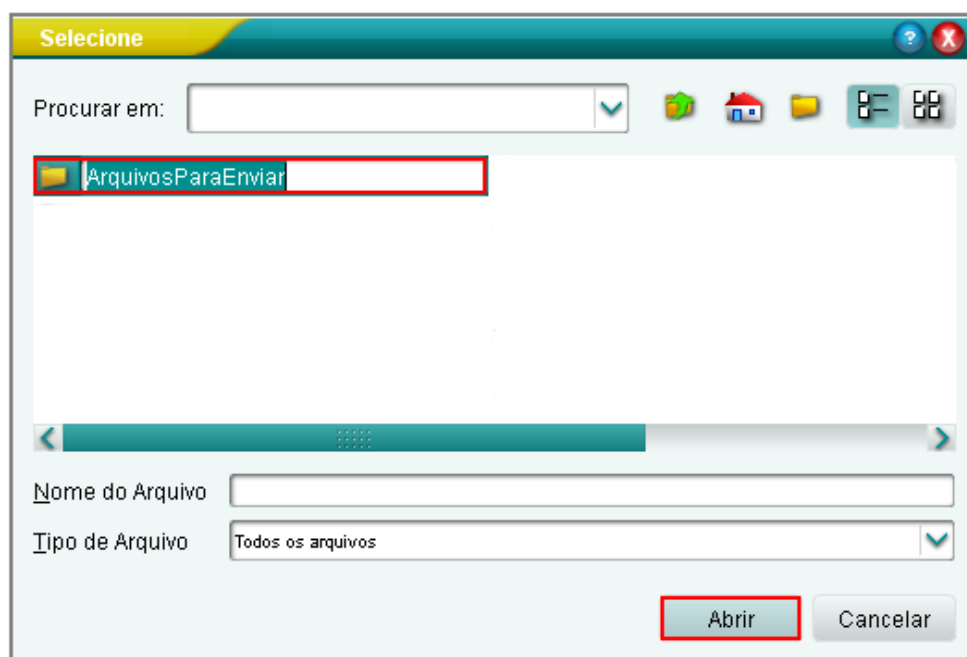 Selecione
Procurar em:
ArquivosParaEnviar
Nome do Arquivo
Tipo de Arquivo Todos os arquivos
Abrir Cancelar